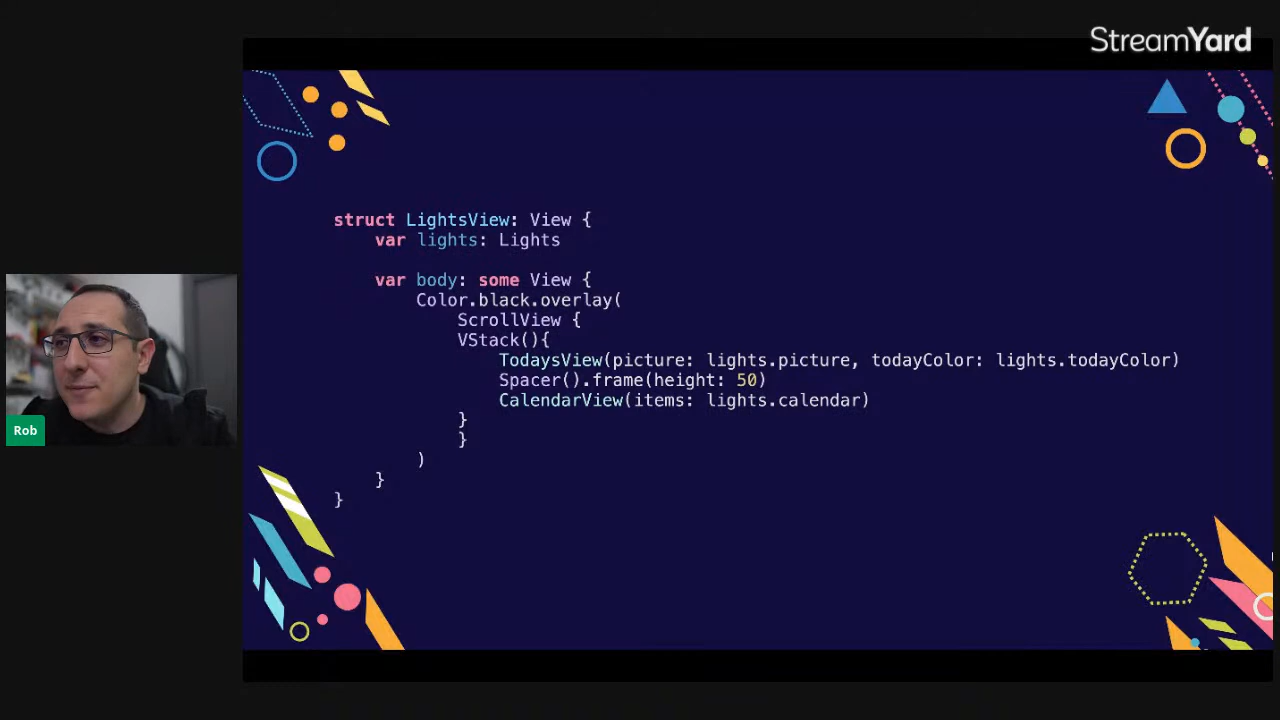 StreamYard
struct LightsView: View {
    var lights: Lights

    var body: some View {
        Color.black.overlay(
            ScrollView {
            VStack(){
                TodaysView(picture: lights.picture, todayColor: lights.todayColor)
                Spacer().frame(height: 50)
                CalendarView(items: lights.calendar)
            }
            }
        )
    }
}
Rob